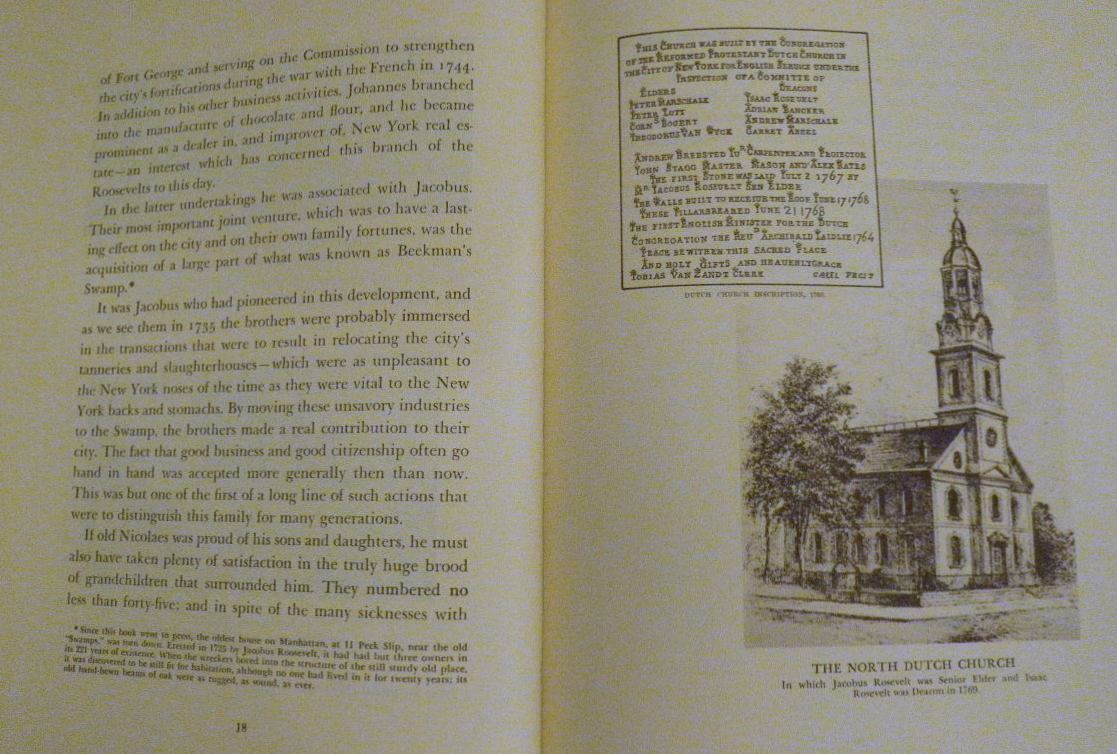 of Fort George and serving on the Commission to strengthen
the city's fortifications during the war with the French in 1744.
In addition to his other business activities, Johannes branched
into the manufacture of chocolate and flour, and he became
prominent as a dealer in, and improver of, New York real es-
tate—an interest which has concerned this branch of the
Roosevelts to this day.
In the latter undertakings he was associated with Jacobus.
Their most important joint venture, which was to have a last-
ing effect on the city and on their own family fortunes, was the
acquisition of a large part of what was known as Beekman's
Swamp.*
It was Jacobus who had pioneered in this development, and
as we see them in 1735 the brothers were probably immersed
in the transactions that were to result in relocating the city's
tanneries and slaughterhouses—which were as unpleasant to
the New York noses of the time as they were vital to the New
York backs and stomachs. By moving these unsavory industries
to the Swamp, the brothers made a real contribution to their
city. The fact that good business and good citizenship often go
hand in hand was accepted more generally then than now.
This was but one of the first of a long line of such actions that
were to distinguish this family for many generations.
If old Nicolaes was proud of his sons and daughters, he must
also have taken plenty of satisfaction in the truly huge brood
of grandchildren that surrounded him. They numbered no
less than forty-five; and in spite of the many sicknesses with
* Since this book went to press, the oldest house on Manhattan, at 11 Peck Slip, near the old
"Swamps," was torn down. Erected in 1725 by Jacobus Roosevelt, it had had but three owners in
its 221 years of existence. When the wreckers bored into the structure of the still sturdy old place,
it was discovered to be still fit for habitation, although no one had lived in it for twenty years; its
old hand-hewn beams of oak were as rugged, as sound, as ever.
18
THIS CHURCH WAS BUILT BY THE CONGREGATION
OF THE REFORMED PROTESTANT DUTCH CHURCH IN
THE CITY OF NEW YORK FOR ENGLISH SERVICE UNDER THE
INSPECTION OF A COMMITTE OF
ELDERS DEACONS
PETER MARSCHALK ISAAC ROSEUELT
PETER LOTT ADRIAN BANCKER
CORNS BOGERT ANDREW MARSCHALK
THEODORUS VAN WYCK GARRET ABEEL
ANDREW BREESTED IUR CARPENTER AND PROIECTOR
IOHN STAGG MASTER MASON AND ALEX BATES
THE FIRST STONE WAS LAID IULY 2 1767 BY
MR IACOBUS ROSEUELT SEN ELDER
THE WALLS BUILT TO RECEIUE THE ROOF IUNE 17 1768
THESE PILLARS REARED IUNE 21 1768
THE FIRST ENGLISH MINISTER FOR THE DUTCH
CONGREGATION THE REUD ARCHIBALD LAIDLIE 1764
PEACE BE WITHIN THIS SACRED PLACE
AND HOLY GIFTS AND HEAUENLY GRACE
TOBIAS VAN ZANDT CLERK FECIT
DUTCH CHURCH INSCRIPTION, 1769.
THE NORTH DUTCH CHURCH
In which Jacobus Rosevelt was Senior Elder and Isaac
Rosevelt was Deacon in 1769.